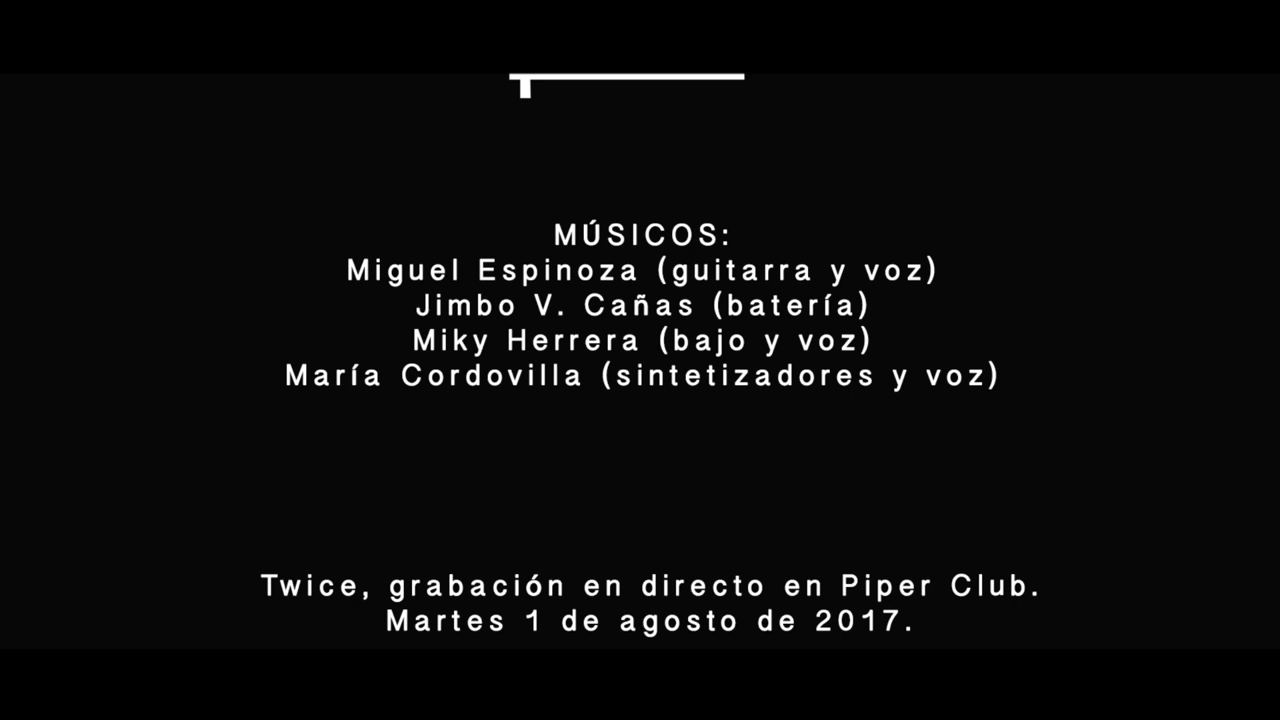 MÚSICOS:
Miguel Espinoza (guitarra y voz)
Jimbo V. Cañas (batería)
Miky Herrera (bajo y voz)
María Cordovilla (sintetizadores y voz)
Twice, grabación en directo en Piper Club.
Martes 1 de agosto de 2017.